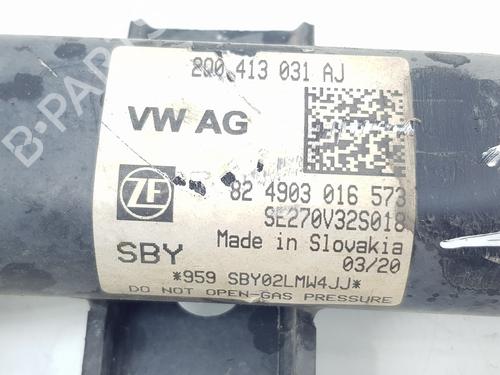 2Q0 413 031 AJ
VW AG
ZF
82 4903 016 573
SE270V32S018
SBY
Made in Slovakia
03/20
*959 SBY02LMW4JJ*
DO NOT OPEN-GAS PRESSURE
B-PARTS